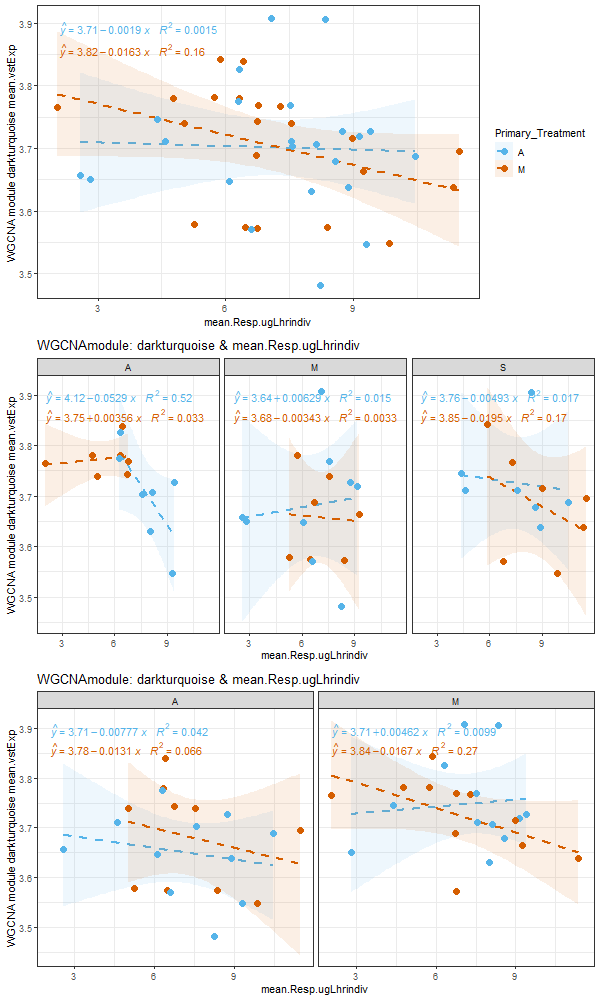 3.9
3.8
3.7
3.6
3.5
WGCNA module darkturquoise mean.vstExp
ŷ = 3.71 − 0.0019 x R² = 0.0015
ŷ = 3.82 − 0.0163 x R² = 0.16
3 6 9
mean.Resp.ugLhrindiv
Primary_Treatment
A
M
WGCNAmodule: darkturquoise & mean.Resp.ugLhrindiv
A M S
3.9
3.8
3.7
3.6
3.5
WGCNA module darkturquoise mean.vstExp
ŷ = 4.12 − 0.0529 x R² = 0.52
ŷ = 3.75 + 0.00356 x R² = 0.033
ŷ = 3.64 + 0.00629 x R² = 0.015
ŷ = 3.68 − 0.00343 x R² = 0.0033
ŷ = 3.76 − 0.00493 x R² = 0.017
ŷ = 3.85 − 0.0195 x R² = 0.17
3 6 9 3 6 9 3 6 9
mean.Resp.ugLhrindiv
WGCNAmodule: darkturquoise & mean.Resp.ugLhrindiv
A M
3.9
3.8
3.7
3.6
3.5
WGCNA module darkturquoise mean.vstExp
ŷ = 3.71 − 0.00777 x R² = 0.042
ŷ = 3.78 − 0.0131 x R² = 0.066
ŷ = 3.71 + 0.00462 x R² = 0.0099
ŷ = 3.84 − 0.0167 x R² = 0.27
3 6 9 3 6 9
mean.Resp.ugLhrindiv